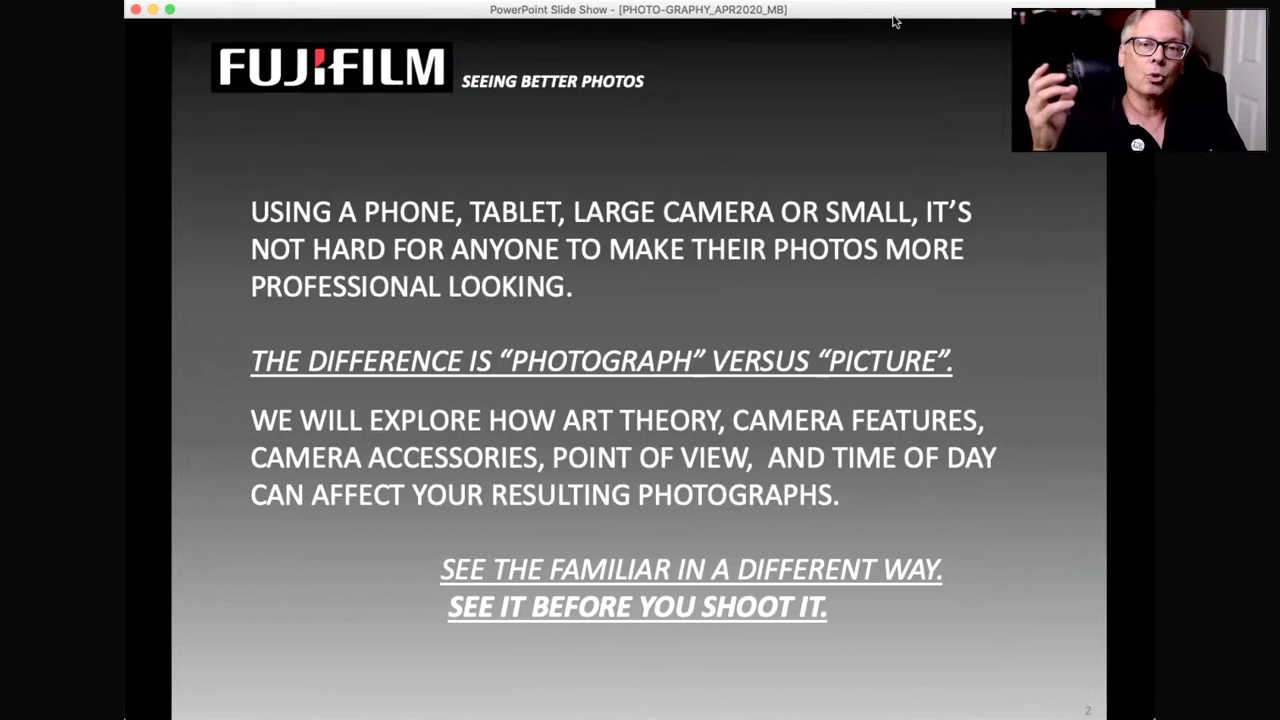 PowerPoint Slide Show - [PHOTO-GRAPHY_APR2020_MB]
FUJIFILM SEEING BETTER PHOTOS
USING A PHONE, TABLET, LARGE CAMERA OR SMALL, IT’S
NOT HARD FOR ANYONE TO MAKE THEIR PHOTOS MORE
PROFESSIONAL LOOKING.
THE DIFFERENCE IS “PHOTOGRAPH” VERSUS “PICTURE”.
WE WILL EXPLORE HOW ART THEORY, CAMERA FEATURES,
CAMERA ACCESSORIES, POINT OF VIEW, AND TIME OF DAY
CAN AFFECT YOUR RESULTING PHOTOGRAPHS.
SEE THE FAMILIAR IN A DIFFERENT WAY.
SEE IT BEFORE YOU SHOOT IT.
2